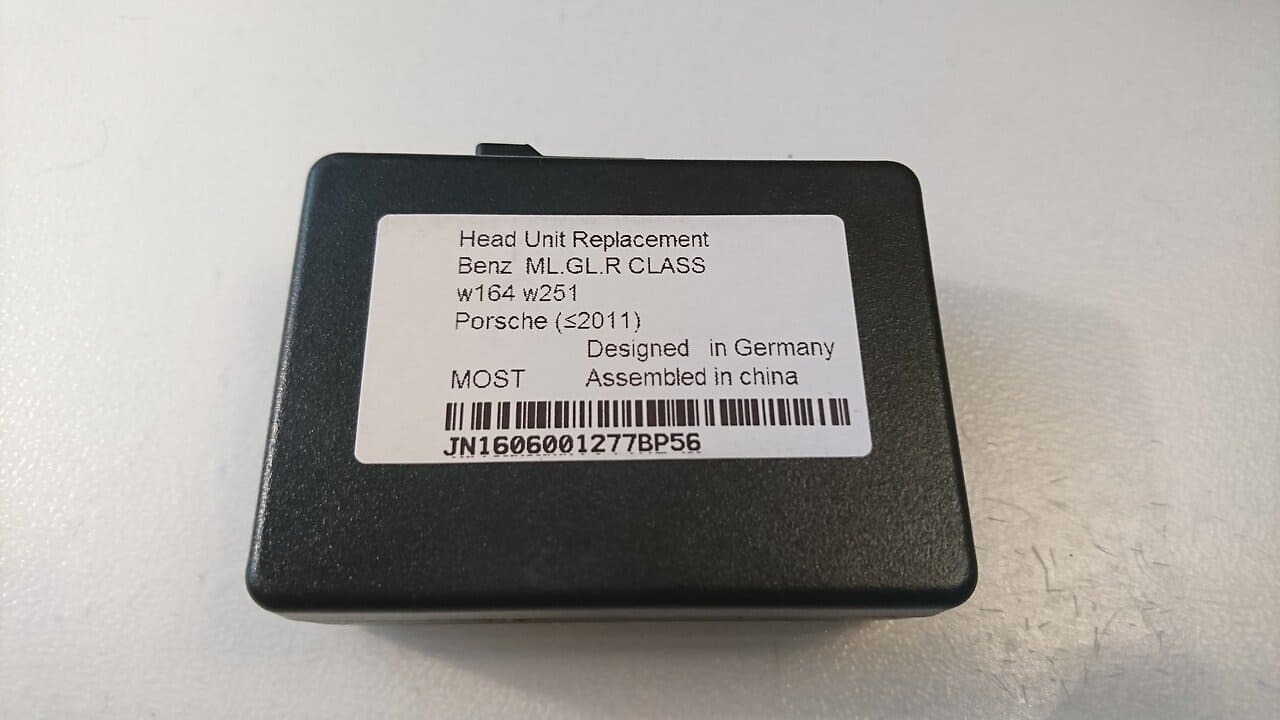 Head Unit Replacement
Benz ML.GL.R CLASS
w164 w251
Porsche (≤2011)
Designed in Germany
MOST Assembled in china
JN1606001277BP56